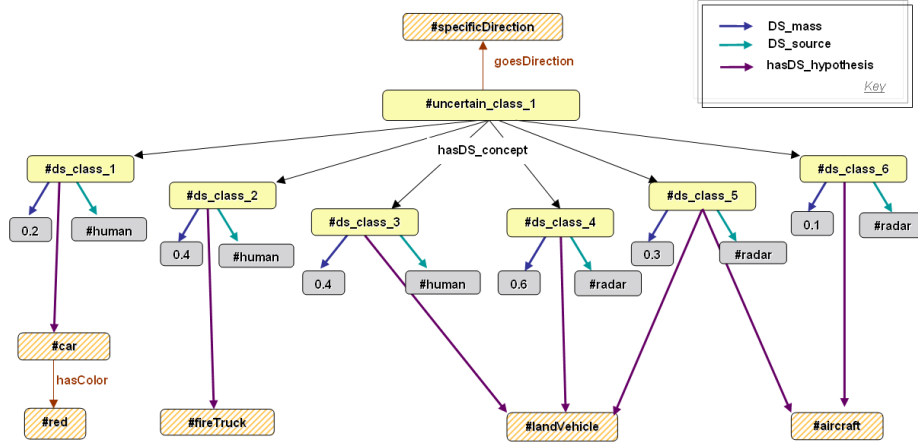 #specificDirection
DS_mass
DS_source
hasDS_hypothesis
Key
goesDirection
#uncertain_class_1
hasDS_concept
#ds_class_1
#ds_class_2
#ds_class_3
#ds_class_4
#ds_class_5
#ds_class_6
0.2
#human
0.4
#human
0.4
#human
0.6
#radar
0.3
#radar
0.1
#radar
#car
hasColor
#red
#fireTruck
#landVehicle
#aircraft